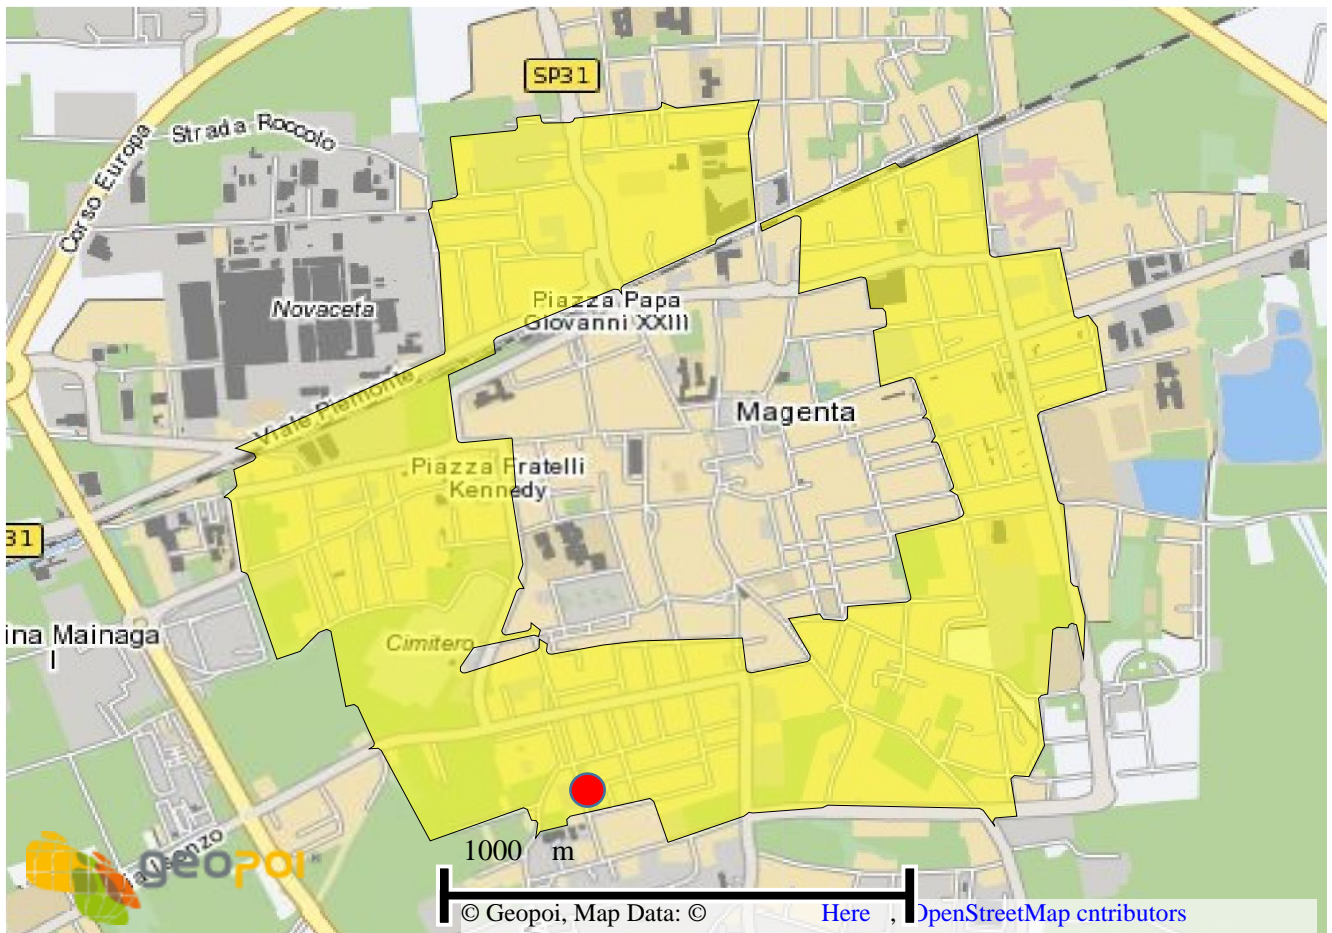 SP31
Strada Roccolo
Corso Europa
Novaceta
Piazza Papa
Giovanni XXIII
Viale Piemonte
Magenta
Piazza Fratelli
Kennedy
31
ina Mainaga
I
Cimitero
1000 m
geopoi
© Geopoi, Map Data: © Here , OpenStreetMap cntributors